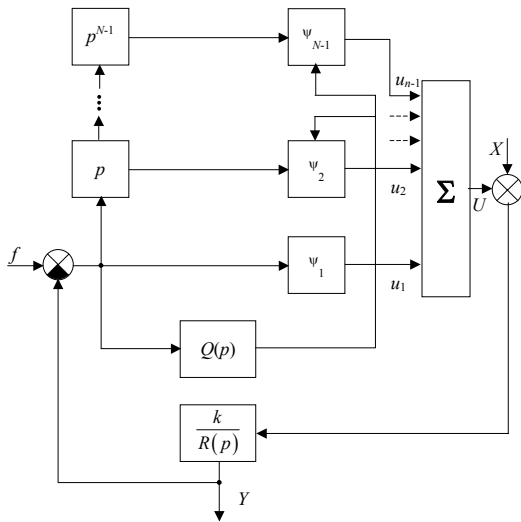 p^{N-1} ψ_{N-1}
u_{n-1}
X
p ψ_2
u_2 Σ U
f ψ_1
u_1
Q(p)
k
R(p)
Y